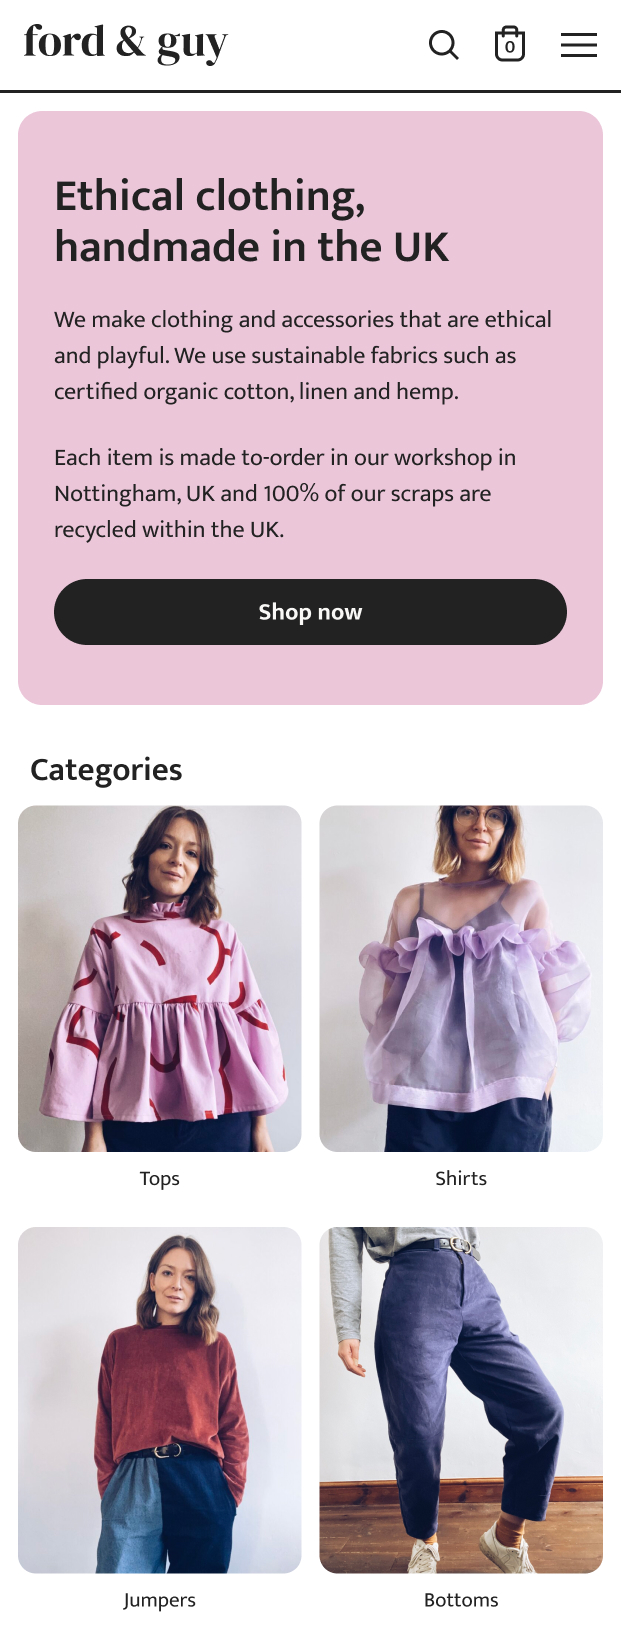 ford & guy
0
Ethical clothing,
handmade in the UK
We make clothing and accessories that are ethical
and playful. We use sustainable fabrics such as
certified organic cotton, linen and hemp.
Each item is made to-order in our workshop in
Nottingham, UK and 100% of our scraps are
recycled within the UK.
Shop now
Categories
Tops
Shirts
Jumpers
Bottoms